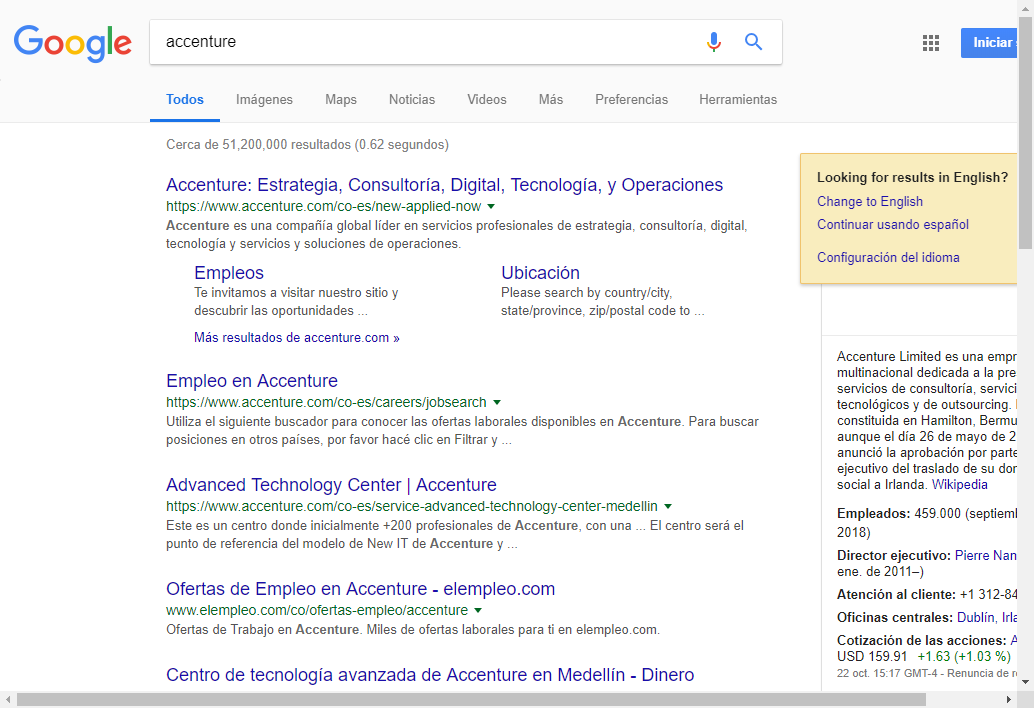 Google
accenture
Iniciar
Todos Imágenes Maps Noticias Videos Más Preferencias Herramientas
Cerca de 51,200,000 resultados (0.62 segundos)
Accenture: Estrategia, Consultoría, Digital, Tecnología, y Operaciones
https://www.accenture.com/co-es/new-applied-now
Accenture es una compañía global líder en servicios profesionales de estrategia, consultoría, digital,
tecnología y servicios y soluciones de operaciones.
Empleos
Te invitamos a visitar nuestro sitio y
descubrir las oportunidades ...
Ubicación
Please search by country/city,
state/province, zip/postal code to ...
Más resultados de accenture.com »
Empleo en Accenture
https://www.accenture.com/co-es/careers/jobsearch
Utiliza el siguiente buscador para conocer las ofertas laborales disponibles en Accenture. Para buscar
posiciones en otros países, por favor hacé clic en Filtrar y ...
Advanced Technology Center | Accenture
https://www.accenture.com/co-es/service-advanced-technology-center-medellin
Este es un centro donde inicialmente +200 profesionales de Accenture, con una ... El centro será el
punto de referencia del modelo de New IT de Accenture y ...
Ofertas de Empleo en Accenture - elempleo.com
www.elempleo.com/co/ofertas-empleo/accenture
Ofertas de Trabajo en Accenture. Miles de ofertas laborales para ti en elempleo.com.
Centro de tecnología avanzada de Accenture en Medellín - Dinero
Looking for results in English?
Change to English
Continuar usando español
Configuración del idioma
Accenture Limited es una empr
multinacional dedicada a la pre
servicios de consultoría, servici
tecnológicos y de outsourcing.
constituida en Hamilton, Bermu
aunque el día 26 de mayo de 2
anunció la aprobación por parte
ejecutivo del traslado de su dom
social a Irlanda. Wikipedia
Empleados: 459.000 (septiemb
2018)
Director ejecutivo: Pierre Nan
ene. de 2011–)
Atención al cliente: +1 312-84
Oficinas centrales: Dublín, Irla
Cotización de las acciones: A
USD 159.91 +1.63 (+1.03 %)
22 oct. 15:17 GMT-4 - Renuncia de r